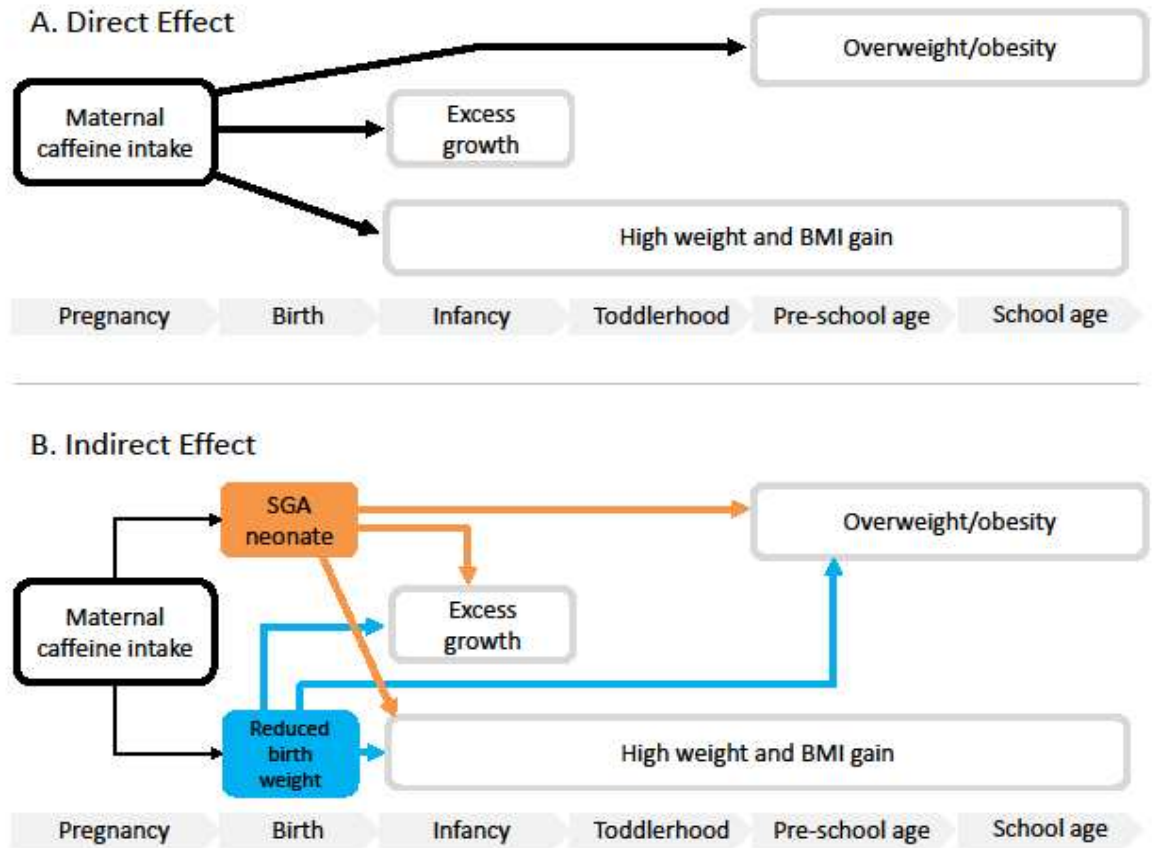 A. Direct Effect
Overweight/obesity
Maternal
caffeine intake
Excess
growth
High weight and BMI gain
Pregnancy Birth Infancy Toddlerhood Pre-school age School age
B. Indirect Effect
SGA
neonate
Overweight/obesity
Maternal
caffeine intake
Excess
growth
Reduced
birth
weight
High weight and BMI gain
Pregnancy Birth Infancy Toddlerhood Pre-school age School age